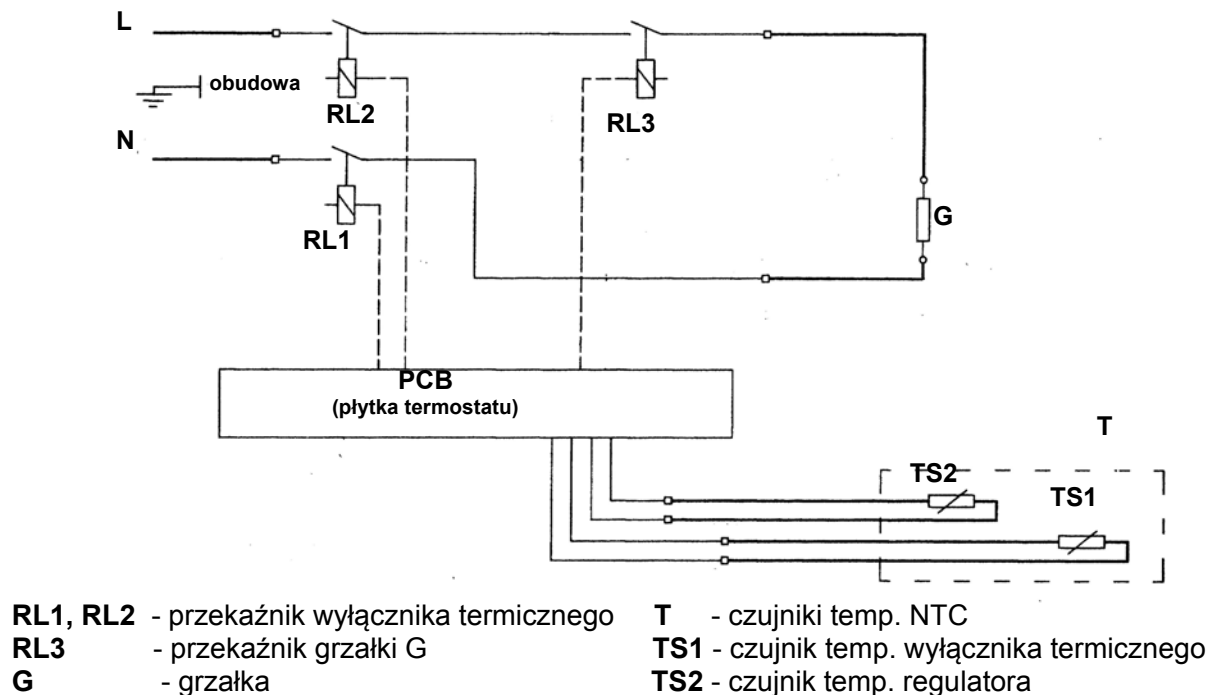 L
obudowa
RL2
RL3
N
RL1
G
PCB
(płytka termostatu)
T
TS2
TS1
RL1, RL2 - przekaźnik wyłącznika termicznego
RL3 - przekaźnik grzałki G
G - grzałka
T - czujniki temp. NTC
TS1 - czujnik temp. wyłącznika termicznego
TS2 - czujnik temp. regulatora